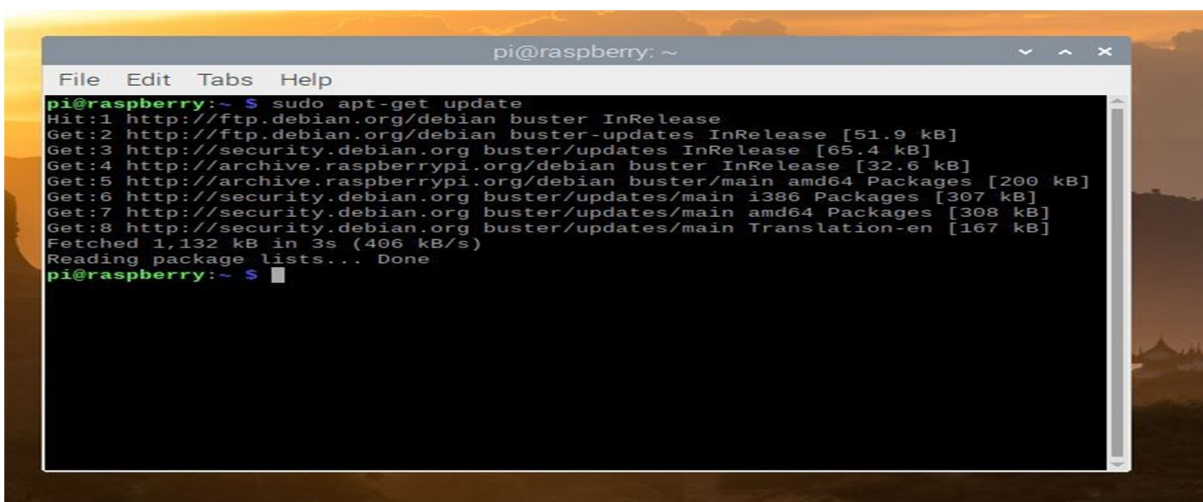 pi@raspberry: ~
File Edit Tabs Help
pi@raspberry:~ $ sudo apt-get update
Hit:1 http://ftp.debian.org/debian buster InRelease
Get:2 http://ftp.debian.org/debian buster-updates InRelease [51.9 kB]
Get:3 http://security.debian.org buster/updates InRelease [65.4 kB]
Get:4 http://archive.raspberrypi.org/debian buster InRelease [32.6 kB]
Get:5 http://archive.raspberrypi.org/debian buster/main amd64 Packages [200 kB]
Get:6 http://security.debian.org buster/updates/main i386 Packages [307 kB]
Get:7 http://security.debian.org buster/updates/main amd64 Packages [308 kB]
Get:8 http://security.debian.org buster/updates/main Translation-en [167 kB]
Fetched 1,132 kB in 3s (406 kB/s)
Reading package lists... Done
pi@raspberry:~ $